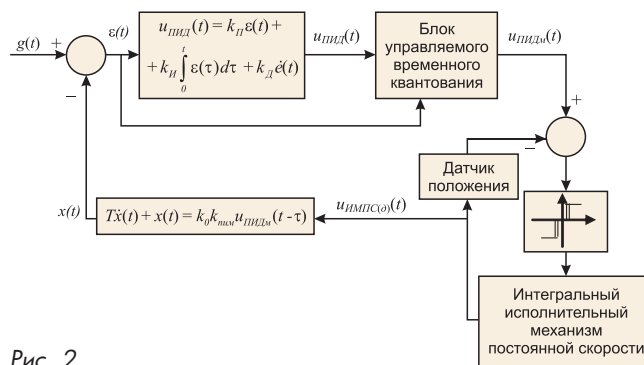 g(t)
+
ε(t)
−
u_ПИД(t) = k_П ε(t) +
+ k_И ∫₀ᵗ ε(τ)dτ + k_Д ė(t)
u_ПИД(t)
Блок
управляемого
временного
квантования
u_ПИДм(t)
+
−
Датчик
положения
x(t)
Tẋ(t) + x(t) = k₀k_пим u_ПИДм(t - τ)
u_ИМПС(д)(t)
Интегральный
исполнительный
механизм
постоянной скорости
Рис. 2